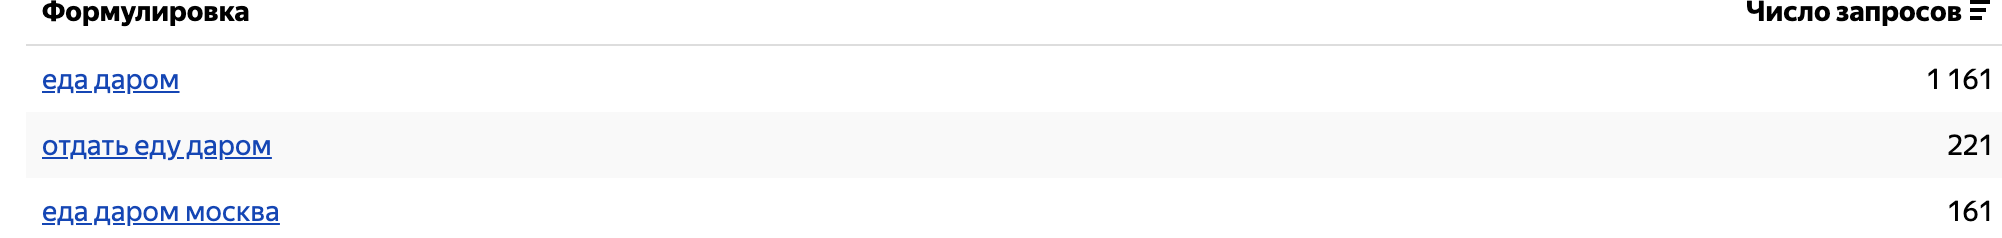 Формулировка Число запросов
еда даром 1 161
отдать еду даром 221
еда даром москва 161